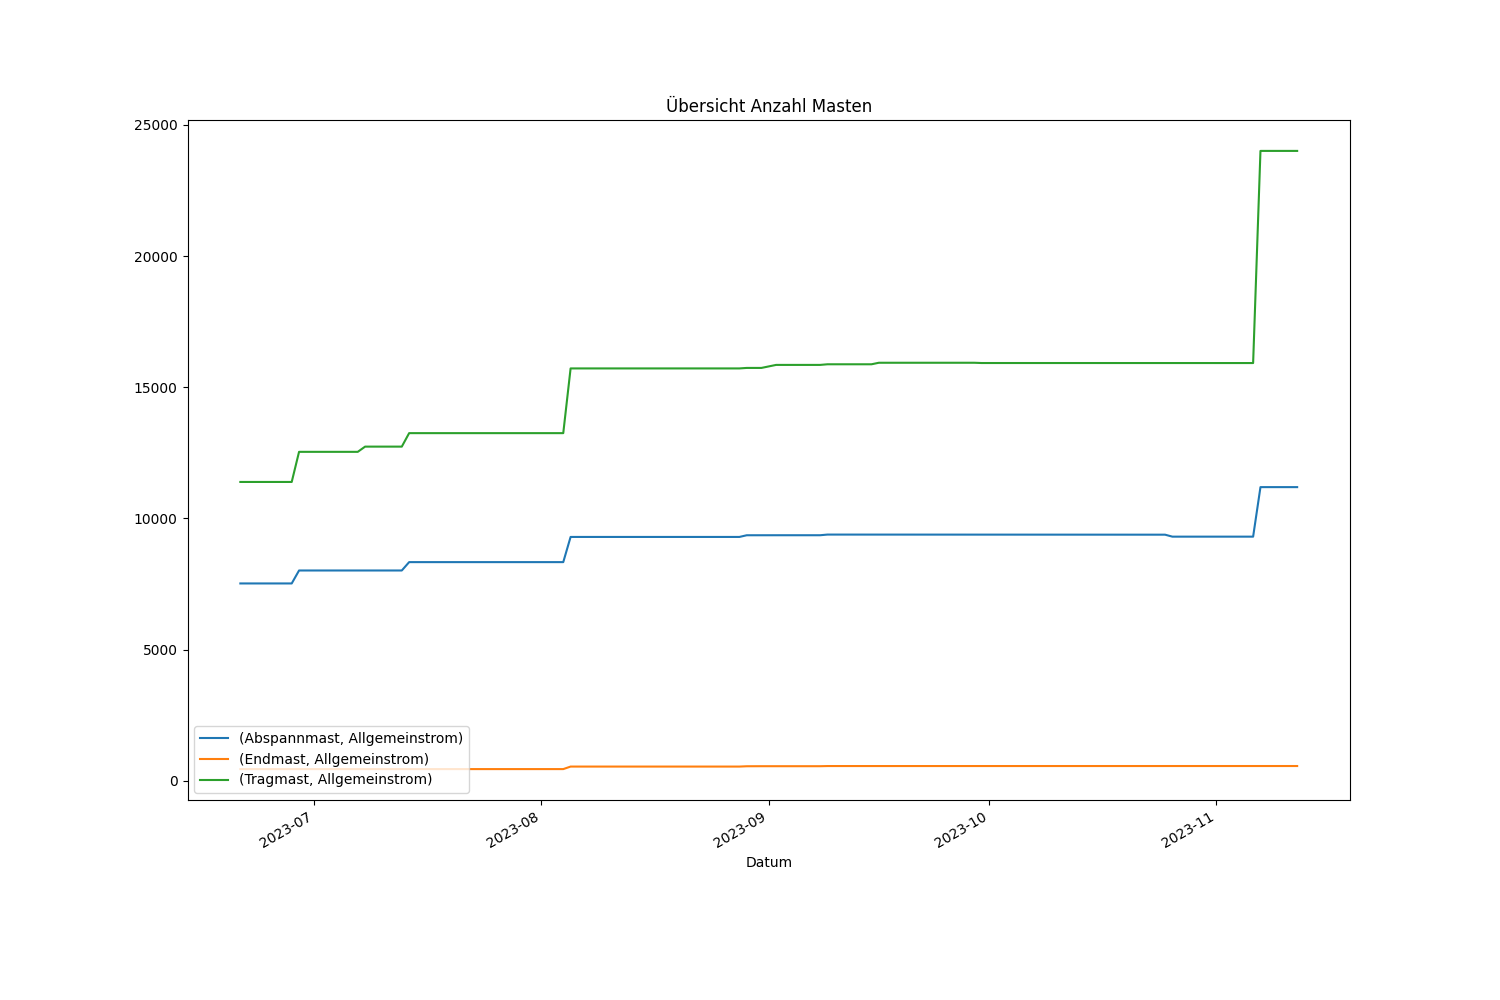 Übersicht Anzahl Masten
25000
20000
15000
10000
5000
0
(Abspannmast, Allgemeinstrom)
(Endmast, Allgemeinstrom)
(Tragmast, Allgemeinstrom)
2023-07
2023-08
2023-09
2023-10
2023-11
Datum